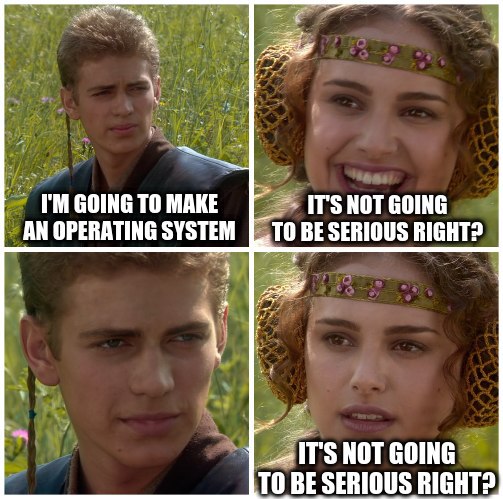 I'M GOING TO MAKE
AN OPERATING SYSTEM
IT'S NOT GOING
TO BE SERIOUS RIGHT?
IT'S NOT GOING
TO BE SERIOUS RIGHT?